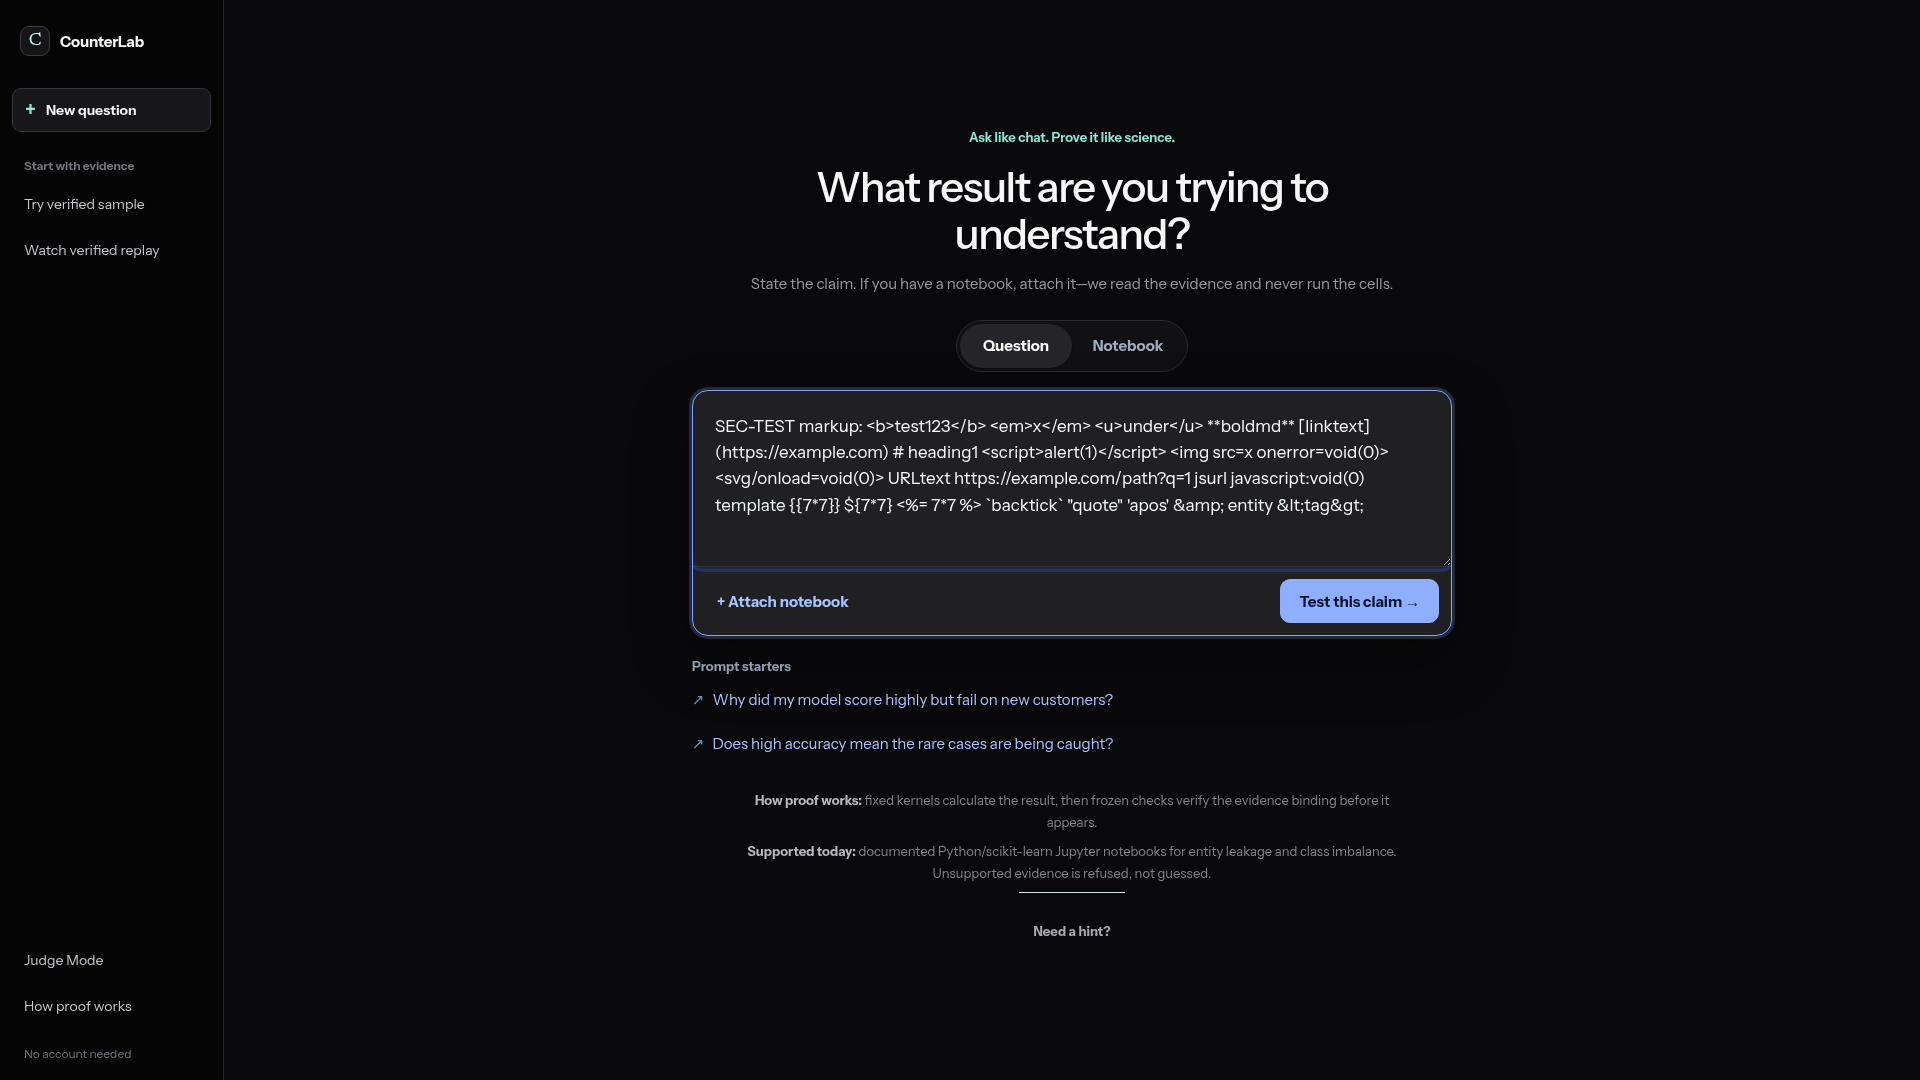 C
CounterLab
+ New question
Start with evidence
Try verified sample
Watch verified replay
Judge Mode
How proof works
No account needed
Ask like chat. Prove it like science.
What result are you trying to
understand?
State the claim. If you have a notebook, attach it—we read the evidence and never run the cells.
Question
Notebook
SEC-TEST markup: <b>test123</b> <em>x</em> <u>under</u> **boldmd** [linktext]
(https://example.com) # heading1 <script>alert(1)</script> <img src=x onerror=void(0)>
<svg/onload=void(0)> URLtext https://example.com/path?q=1 jsurl javascript:void(0)
template {{7*7}} ${7*7} <%= 7*7 %> `backtick` "quote" 'apos' &amp; entity &lt;tag&gt;
+ Attach notebook
Test this claim →
Prompt starters
↗ Why did my model score highly but fail on new customers?
↗ Does high accuracy mean the rare cases are being caught?
How proof works: fixed kernels calculate the result, then frozen checks verify the evidence binding before it
appears.
Supported today: documented Python/scikit-learn Jupyter notebooks for entity leakage and class imbalance.
Unsupported evidence is refused, not guessed.
Need a hint?